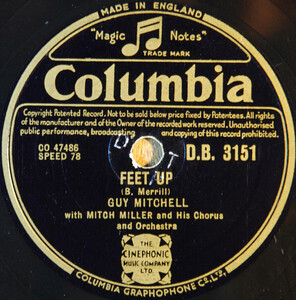 MADE IN ENGLAND
"Magic Notes"
TRADE MARK
Columbia
Copyright Patented Record. Not to be sold below price fixed by Patentees. All rights
of the manufacturer and of the Owner of the recorded work reserved. Unauthorised
public performance, broadcasting and copying of this record prohibited.
CO 47486
SPEED 78
D.B. 3151
FEET UP
(B. Merrill)
GUY MITCHELL
with MITCH MILLER and His Chorus
and Orchestra
THE
CINEPHONIC
MUSIC COMPANY
LTD.
COLUMBIA GRAPHOPHONE Co., Ltd.